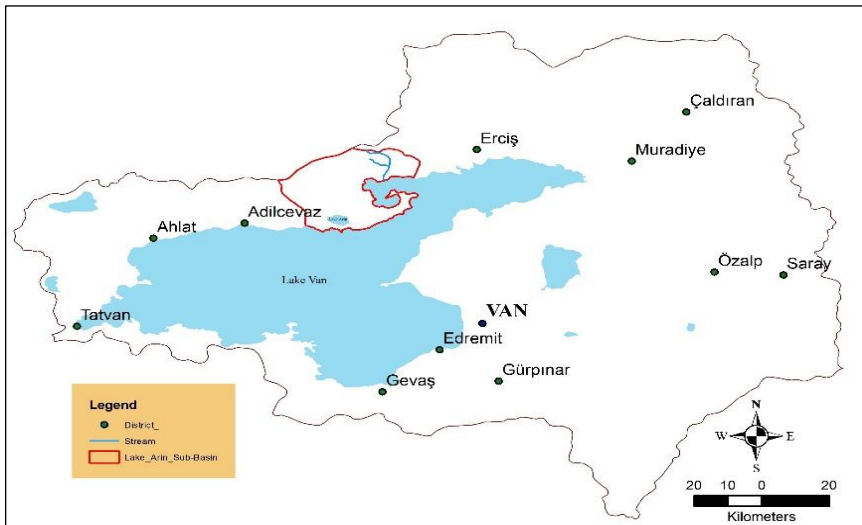 Çaldıran
Erciş
Muradiye
Adilcevaz
Ahlat
Özalp
Saray
Lake Van
VAN
Tatvan
Edremit
Gevaş
Gürpınar
Legend
District_
Stream
Lake_Arin_Sub-Basin
N
W E
S
20 10 0 20
Kilometers